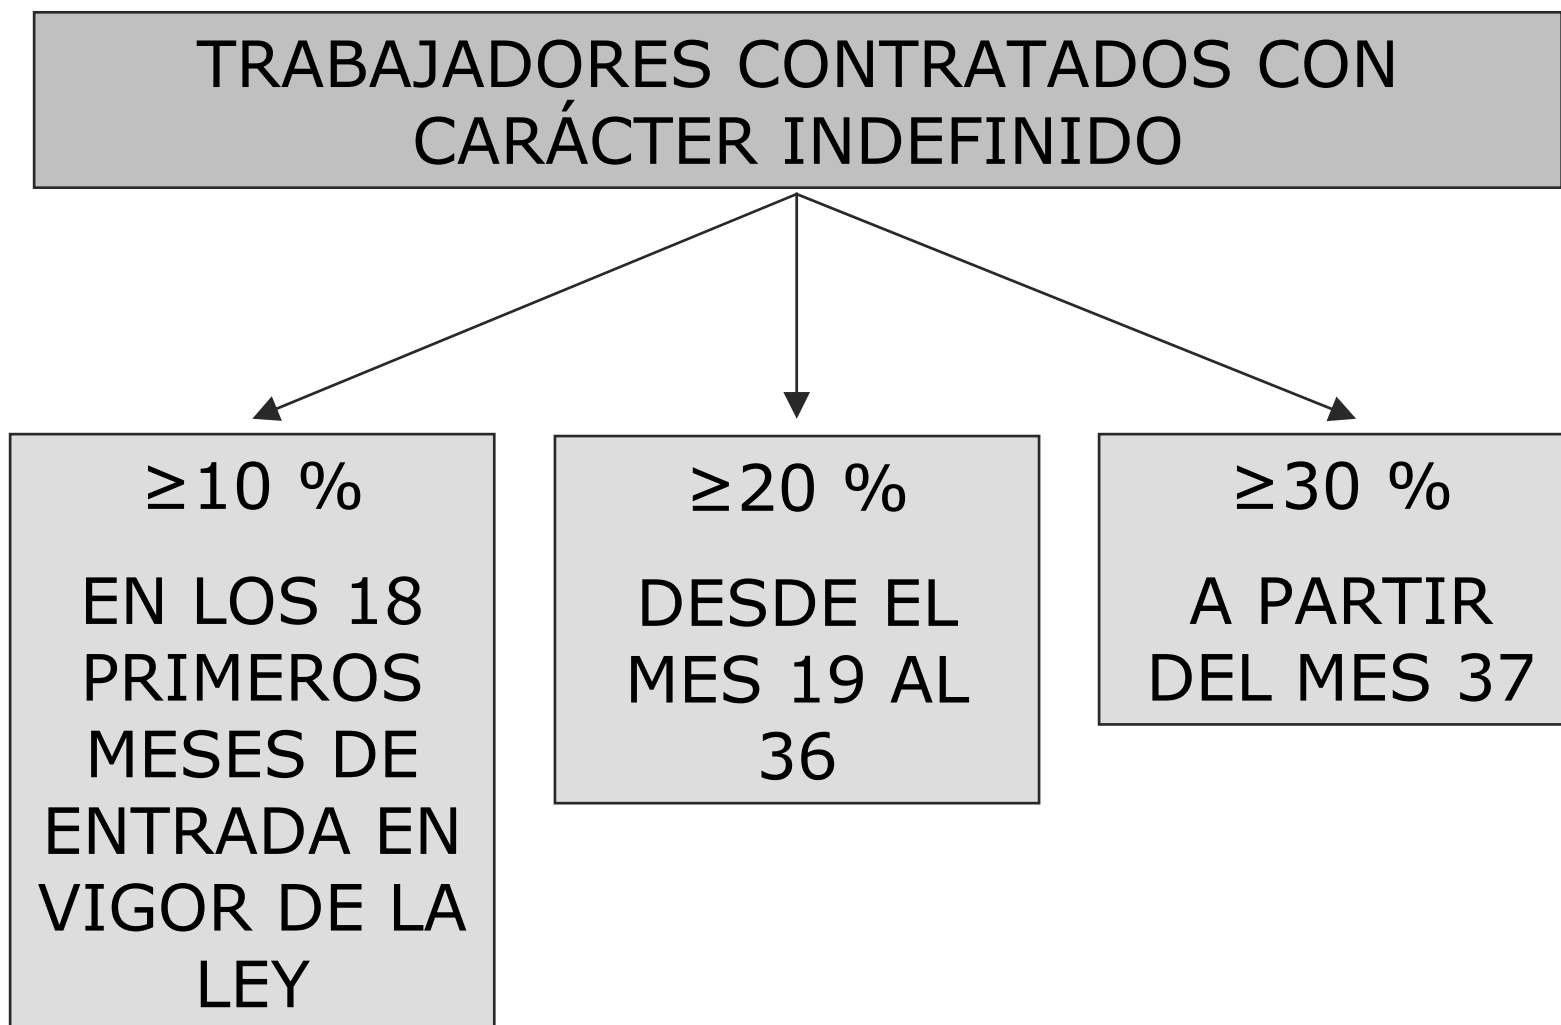 TRABAJADORES CONTRATADOS CON
CARÁCTER INDEFINIDO
≥10 %
EN LOS 18
PRIMEROS
MESES DE
ENTRADA EN
VIGOR DE LA
LEY
≥20 %
DESDE EL
MES 19 AL
36
≥30 %
A PARTIR
DEL MES 37